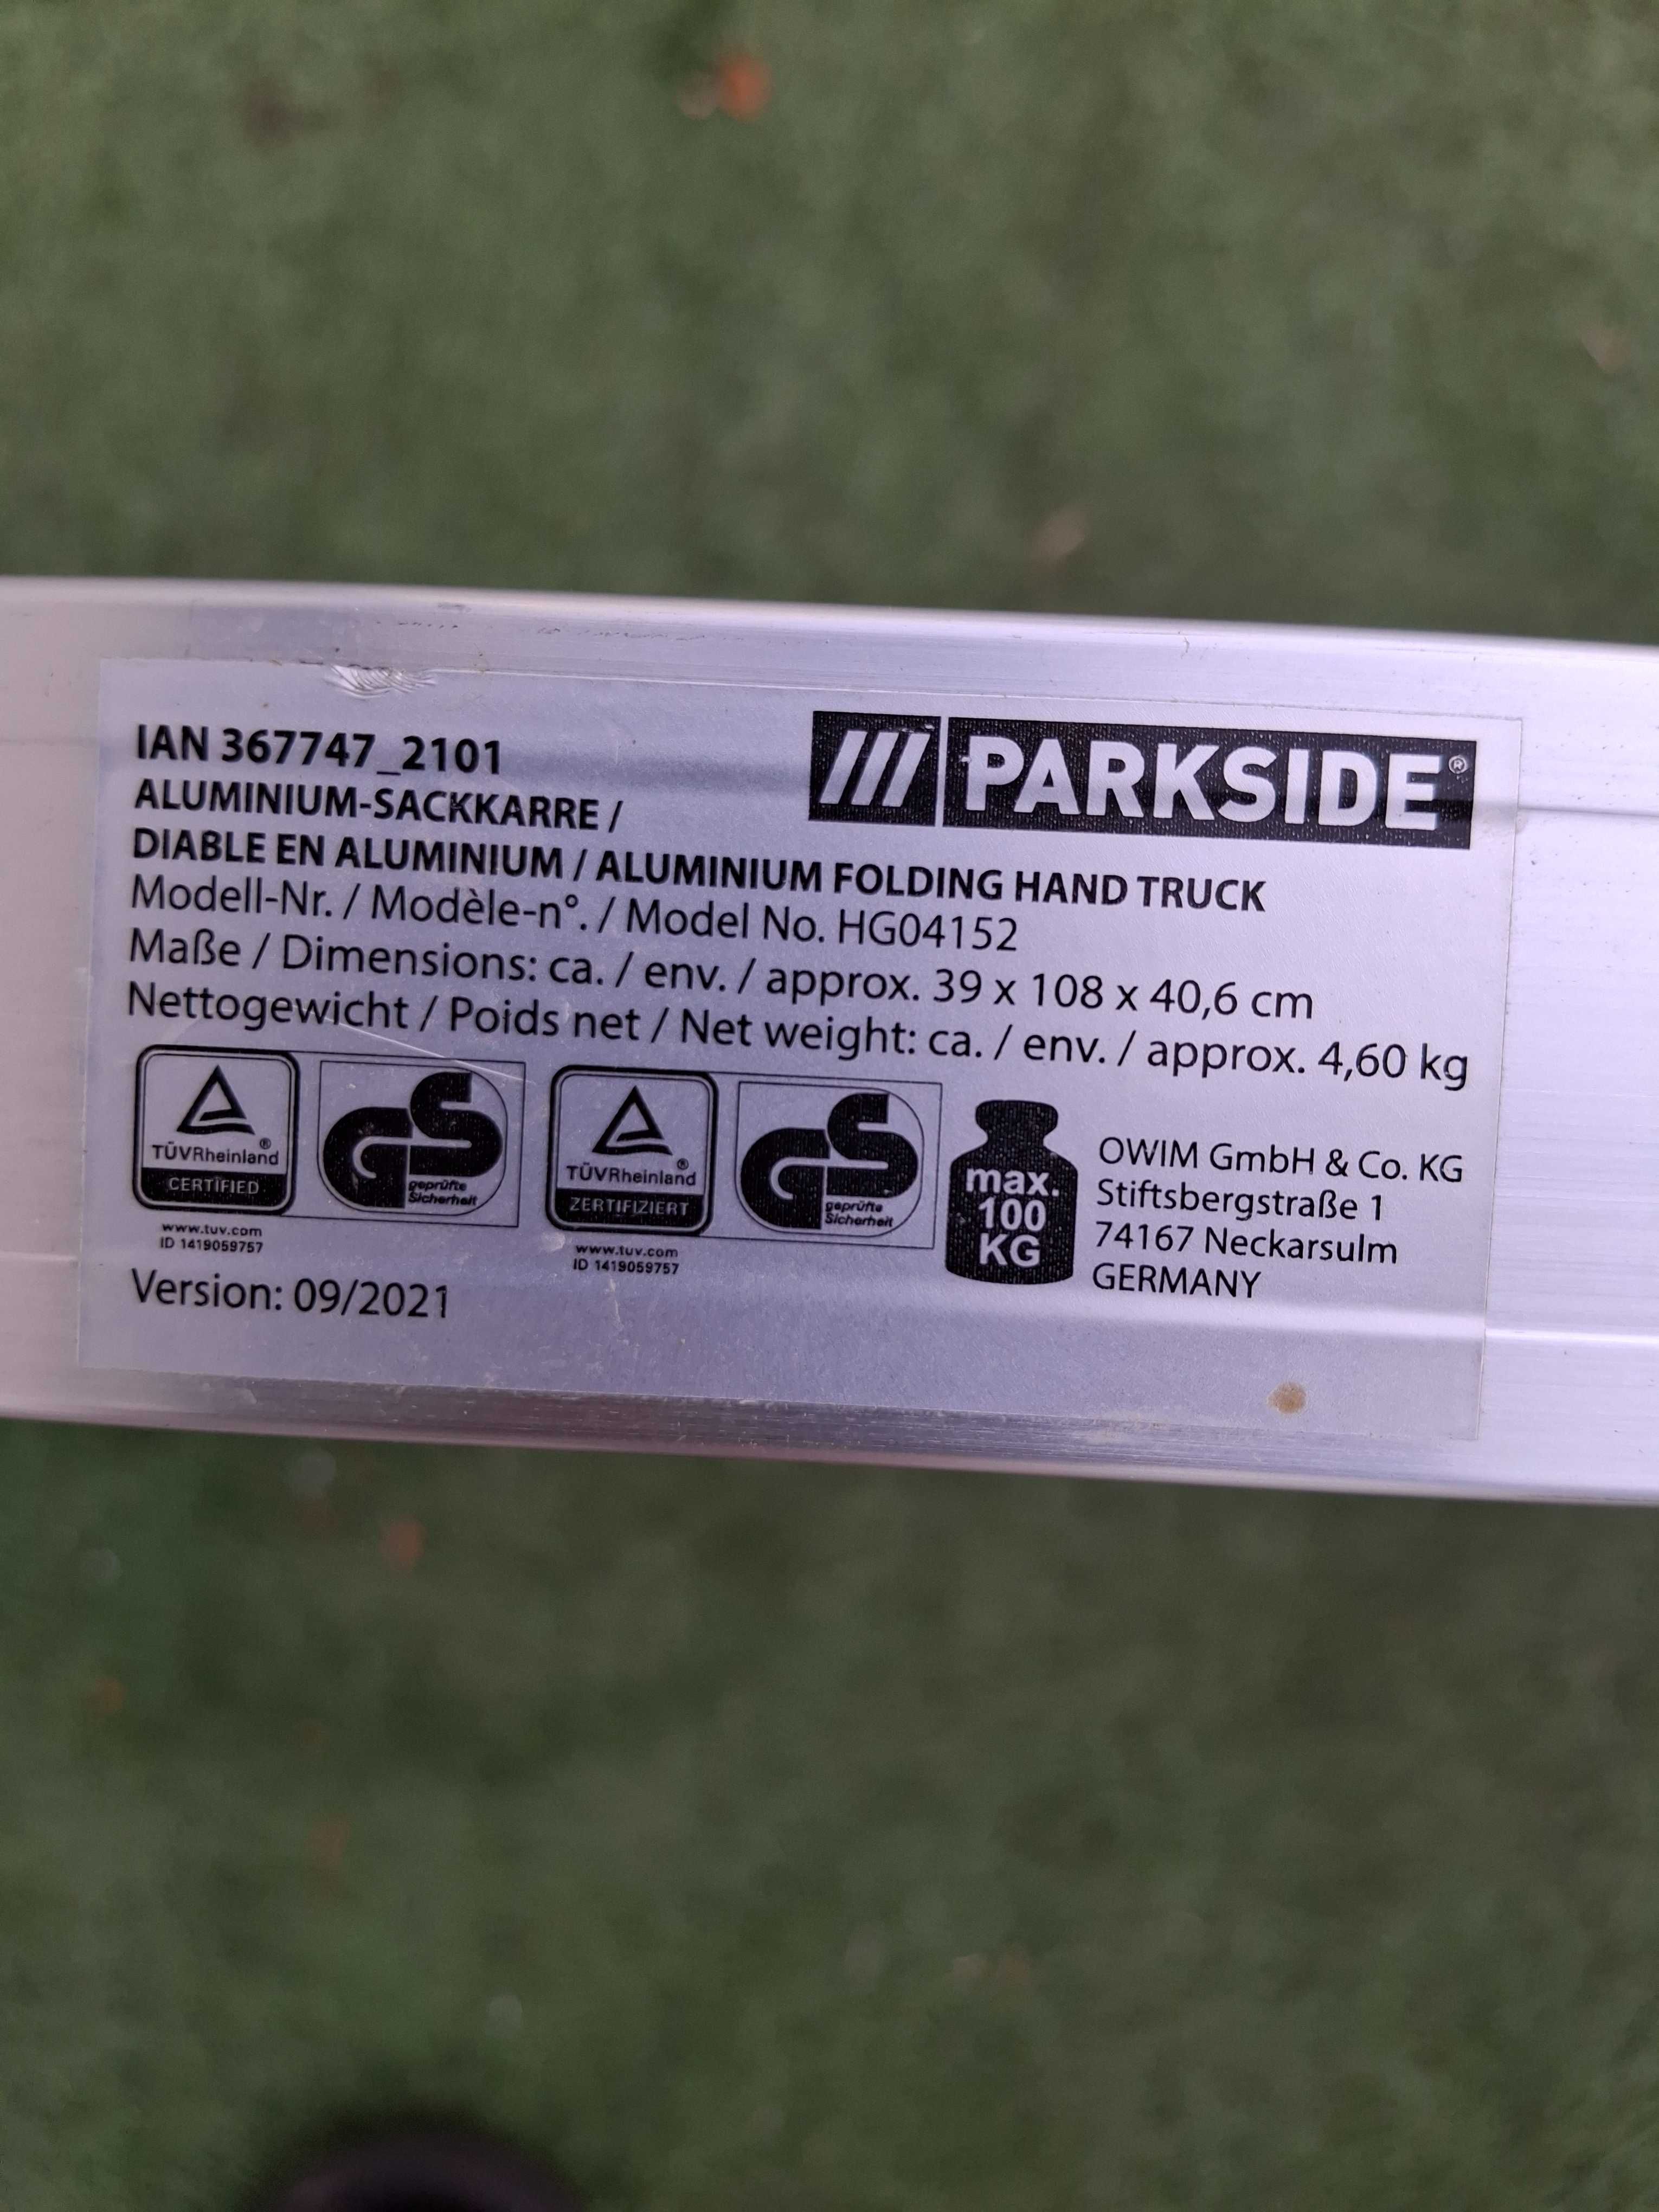 IAN 367747_2101
PARKSIDE®
ALUMINIUM-SACKKARRE /
DIABLE EN ALUMINIUM / ALUMINIUM FOLDING HAND TRUCK
Modell-Nr. / Modèle-n°. / Model No. HG04152
Maße / Dimensions: ca. / env. / approx. 39 x 108 x 40,6 cm
Nettogewicht / Poids net / Net weight: ca. / env. / approx. 4,60 kg
TÜVRheinland®
CERTIFIED
www.tuv.com
ID 1419059757
GS
geprüfte
Sicherheit
TÜVRheinland®
ZERTIFIZIERT
www.tuv.com
ID 1419059757
GS
geprüfte
Sicherheit
max.
100
KG
OWIM GmbH & Co. KG
Stiftsbergstraße 1
74167 Neckarsulm
GERMANY
Version: 09/2021